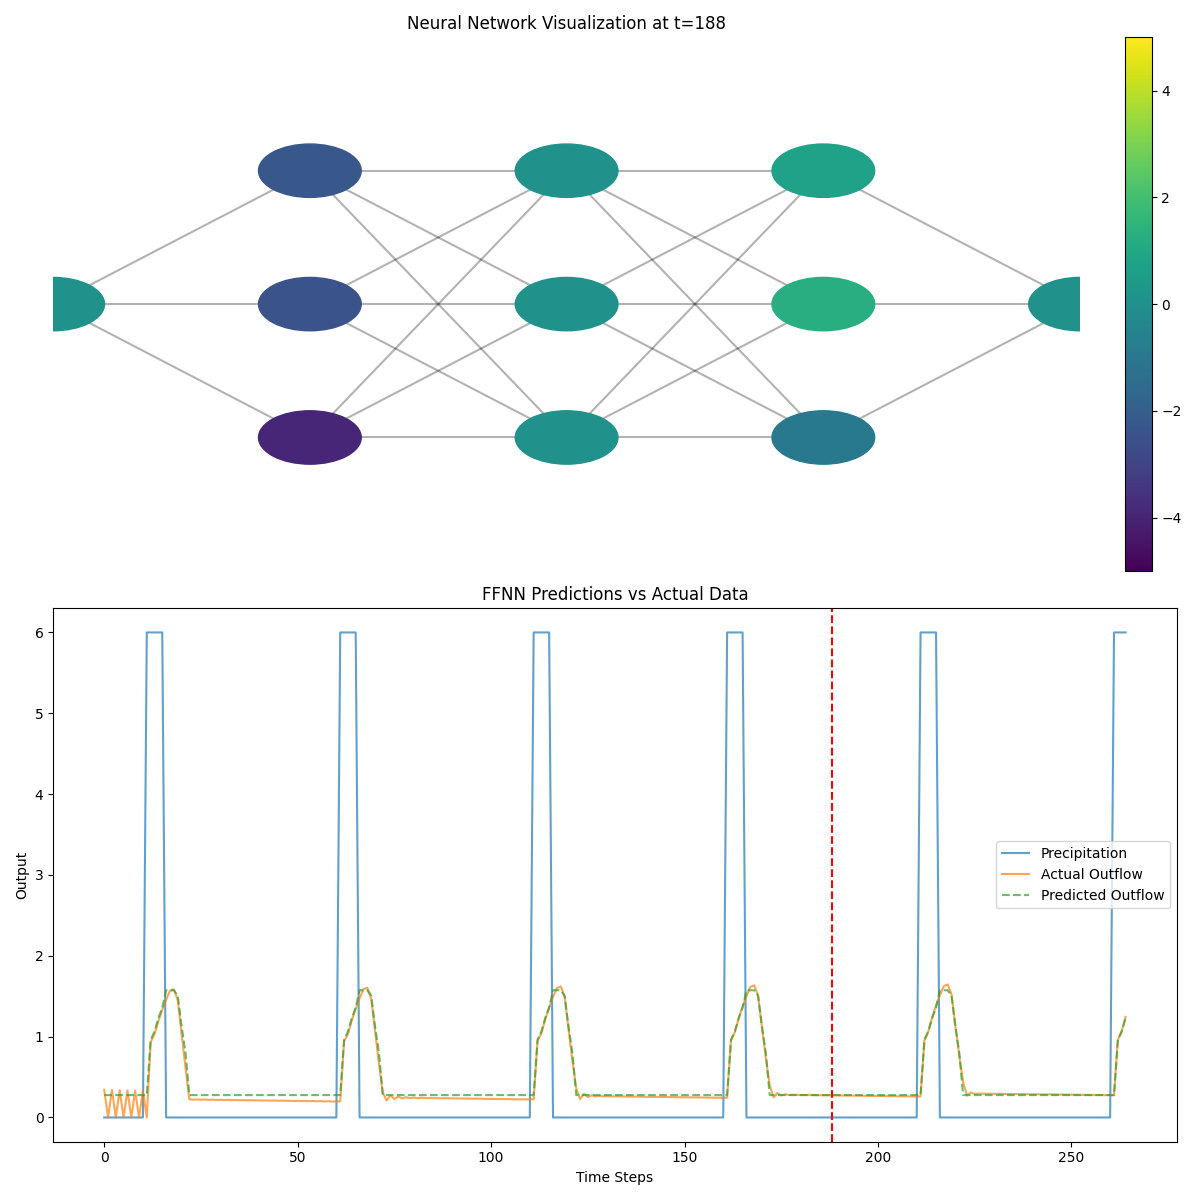 Neural Network Visualization at t=188
4
2
0
−2
−4
FFNN Predictions vs Actual Data
Output
6
5
4
3
2
1
0
Precipitation
Actual Outflow
Predicted Outflow
0 50 100 150 200 250
Time Steps